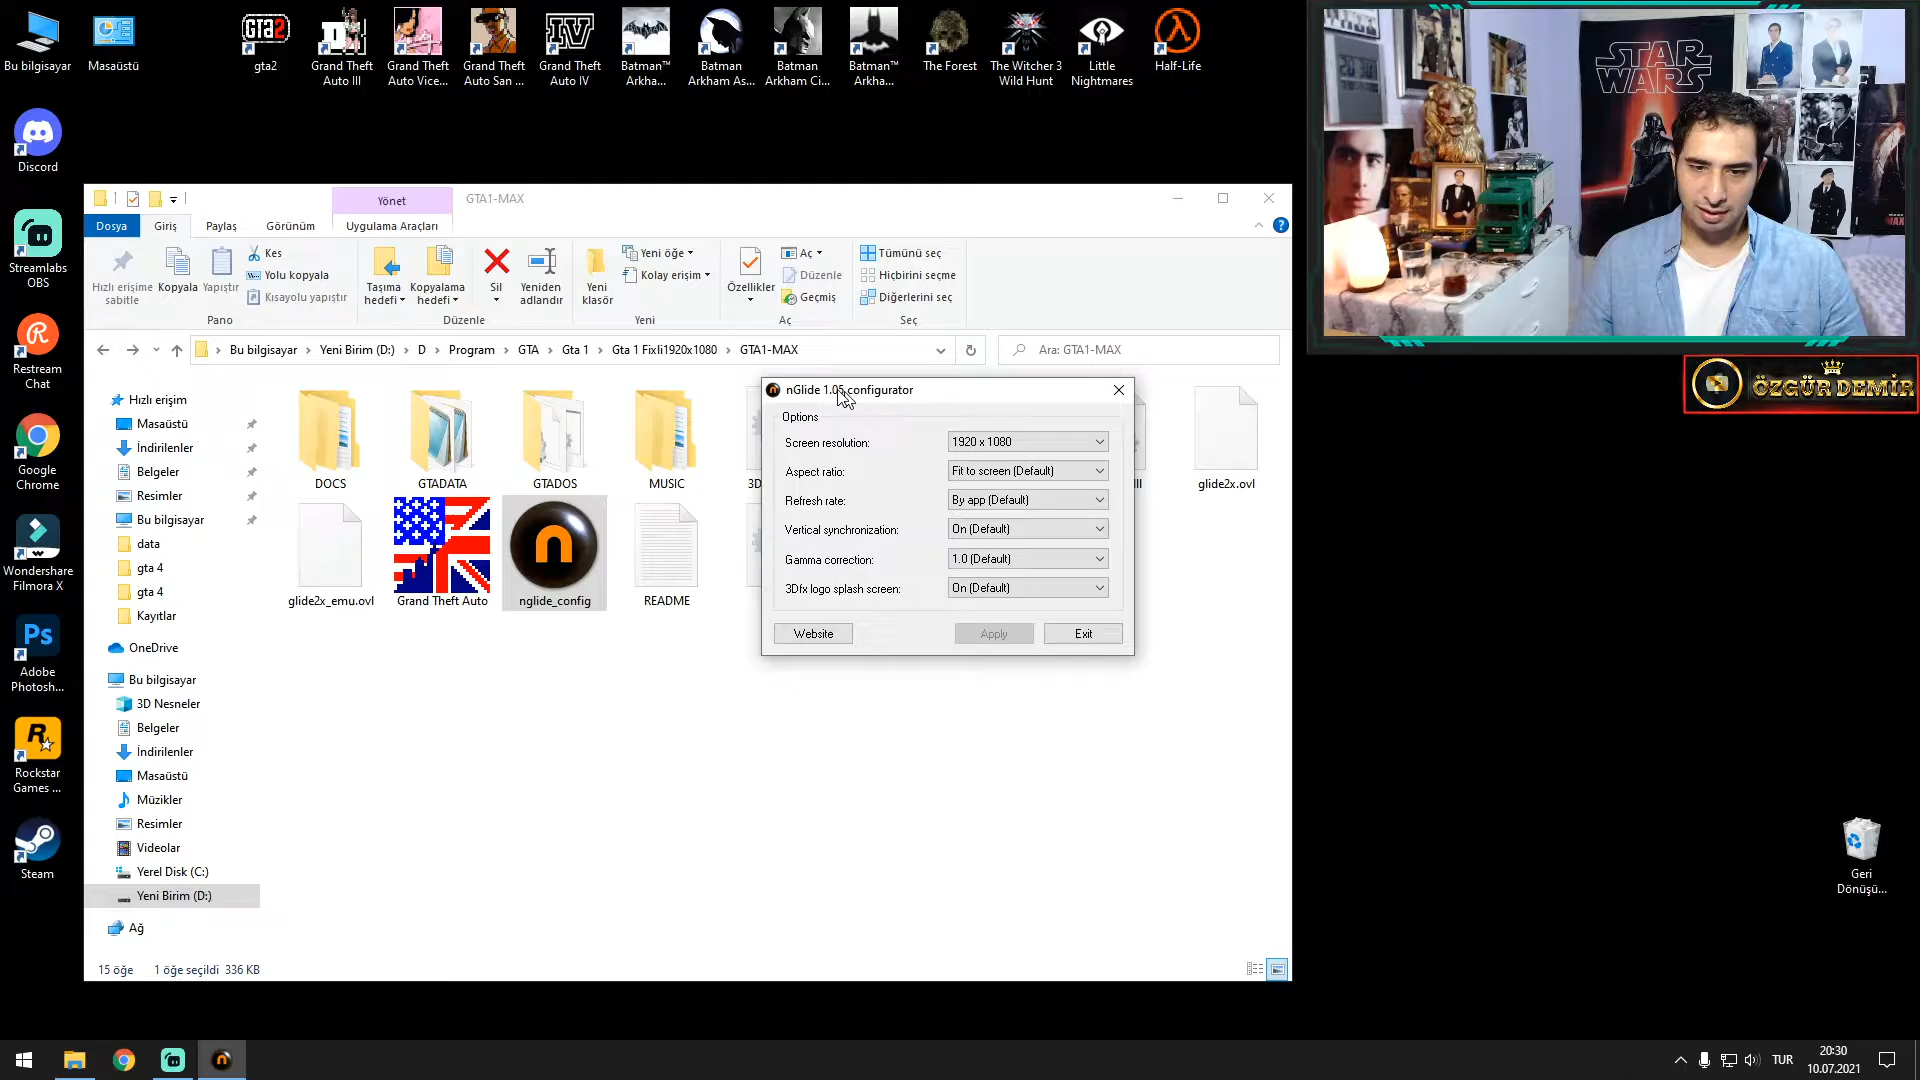 Bu bilgisayar
Masaüstü
gta2
Grand Theft
Auto III
Grand Theft
Auto Vice...
Grand Theft
Auto San ...
Grand Theft
Auto IV
Batman™
Arkha...
Batman
Arkham As...
Batman
Arkham Ci...
Batman™
Arkha...
The Forest
The Witcher 3
Wild Hunt
Little
Nightmares
Half-Life
STAR
WARS
ÖZGÜR DEMİR
Discord
Streamlabs
OBS
Restream
Chat
Google
Chrome
Wondershare
Filmora X
Adobe
Photosh...
Rockstar
Games ...
Steam
Yönet
GTA1-MAX
Dosya
Giriş
Paylaş
Görünüm
Uygulama Araçları
Hızlı erişime
sabitle
Kopyala
Yapıştır
Kes
Yolu kopyala
Kısayolu yapıştır
Pano
Taşıma
hedefi
Kopyalama
hedefi
Sil
Yeniden
adlandır
Düzenle
Yeni
klasör
Yeni öğe
Kolay erişim
Yeni
Özellikler
Aç
Düzenle
Geçmiş
Aç
Tümünü seç
Hiçbirini seçme
Diğerlerini seç
Seç
Bu bilgisayar > Yeni Birim (D:) > D > Program > GTA > Gta 1 > Gta 1 Fixli1920x1080 > GTA1-MAX
Ara: GTA1-MAX
Hızlı erişim
Masaüstü
İndirilenler
Belgeler
Resimler
Bu bilgisayar
data
gta 4
gta 4
Kayıtlar
OneDrive
Bu bilgisayar
3D Nesneler
Belgeler
İndirilenler
Masaüstü
Müzikler
Resimler
Videolar
Yerel Disk (C:)
Yeni Birim (D:)
Ağ
DOCS
GTADATA
GTADOS
MUSIC
glide2x.ovl
glide2x_emu.ovl
Grand Theft Auto
nglide_config
README
nGlide 1.05 configurator
Options
Screen resolution: 1920 x 1080
Aspect ratio: Fit to screen (Default)
Refresh rate: By app (Default)
Vertical synchronization: On (Default)
Gamma correction: 1.0 (Default)
3Dfx logo splash screen: On (Default)
Website
Apply
Exit
15 öğe
1 öğe seçildi 336 KB
Geri
Dönüşü...
TUR
20:30
10.07.2021